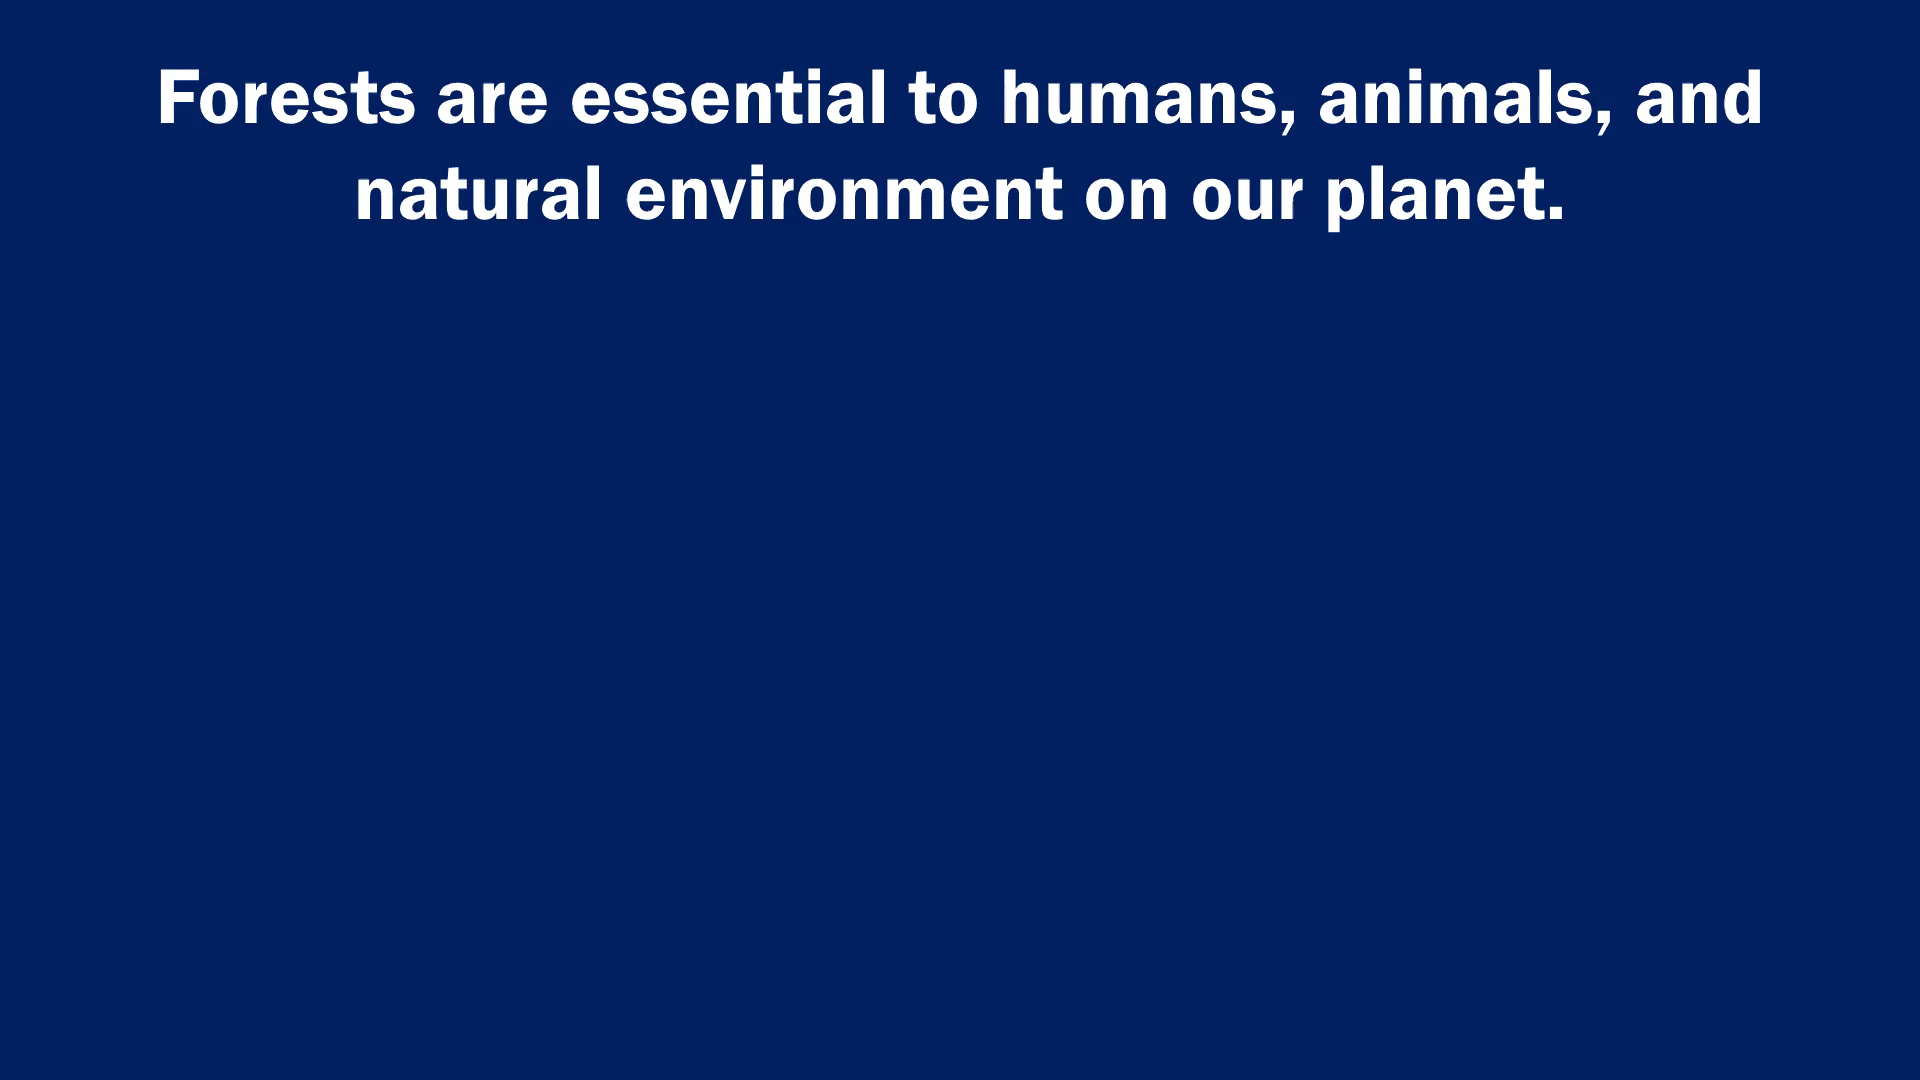 Forests are essential to humans, animals, and
natural environment on our planet.